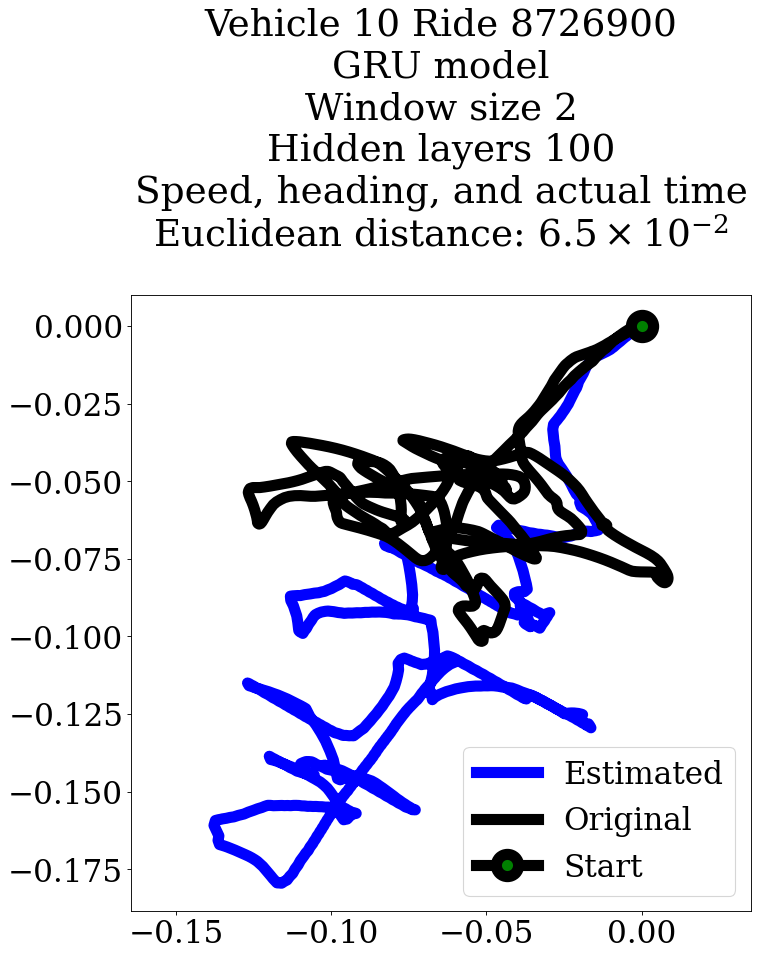 Vehicle 10 Ride 8726900
GRU model
Window size 2
Hidden layers 100
Speed, heading, and actual time
Euclidean distance: 6.5 × 10⁻²
0.000
−0.025
−0.050
−0.075
−0.100
−0.125
−0.150
−0.175
Estimated
Original
Start
−0.15 −0.10 −0.05 0.00